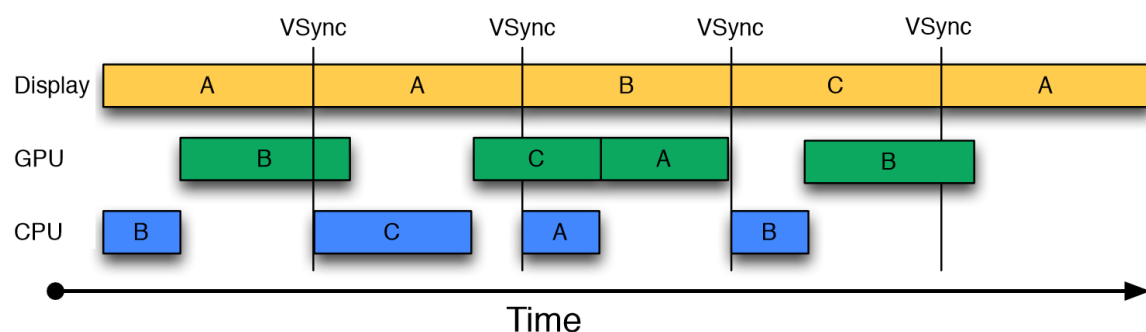 VSync VSync VSync VSync
Display A A B C A
GPU B C A B
CPU B C A B
Time